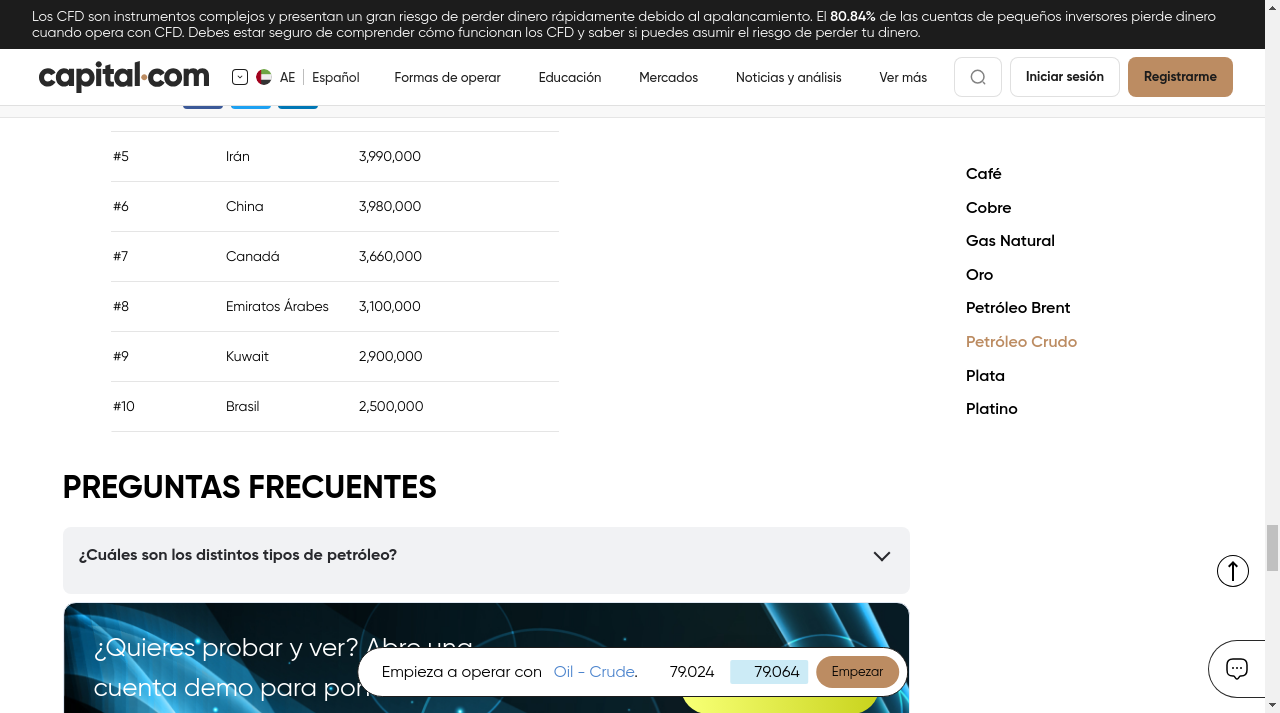 Los CFD son instrumentos complejos y presentan un gran riesgo de perder dinero rápidamente debido al apalancamiento. El 80.84% de las cuentas de pequeños inversores pierde dinero
cuando opera con CFD. Debes estar seguro de comprender cómo funcionan los CFD y saber si puedes asumir el riesgo de perder tu dinero.
capital.com AE Español Formas de operar Educación Mercados Noticias y análisis Ver más Iniciar sesión Registrarme
#5 Irán 3,990,000
#6 China 3,980,000
#7 Canadá 3,660,000
#8 Emiratos Árabes 3,100,000
#9 Kuwait 2,900,000
#10 Brasil 2,500,000
Café
Cobre
Gas Natural
Oro
Petróleo Brent
Petróleo Crudo
Plata
Platino
PREGUNTAS FRECUENTES
¿Cuáles son los distintos tipos de petróleo?
¿Quieres probar y ver? Abre una
cuenta demo para
Empieza a operar con Oil - Crude. 79.024 79.064 Empezar